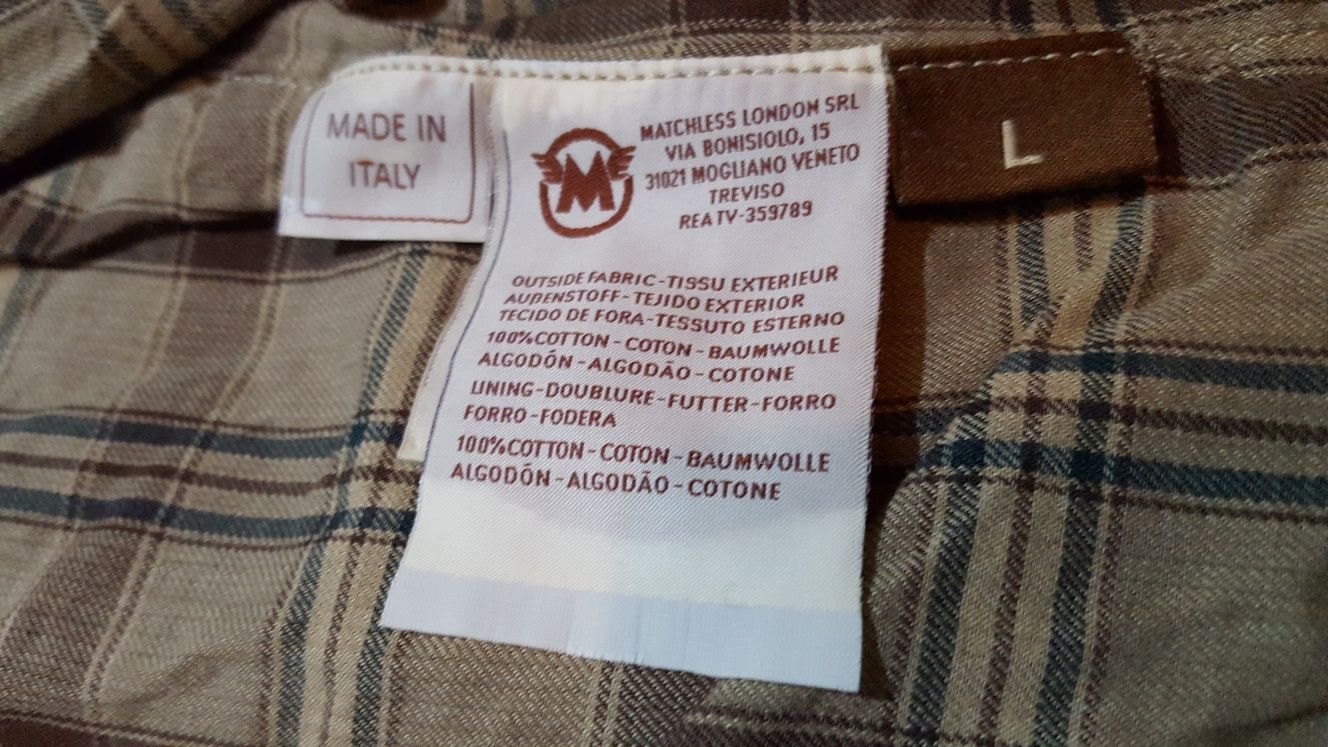 MADE IN
ITALY
M
MATCHLESS LONDON SRL
VIA BONISIOLO, 15
31021 MOGLIANO VENETO
TREVISO
REA TV-359789
OUTSIDE FABRIC-TISSU EXTERIEUR
AUßENSTOFF-TEJIDO EXTERIOR
TECIDO DE FORA-TESSUTO ESTERNO
100%COTTON-COTON-BAUMWOLLE
ALGODÓN-ALGODÃO-COTONE
LINING-DOUBLURE-FUTTER-FORRO
FORRO-FODERA
100%COTTON-COTON-BAUMWOLLE
ALGODÓN-ALGODÃO-COTONE
L